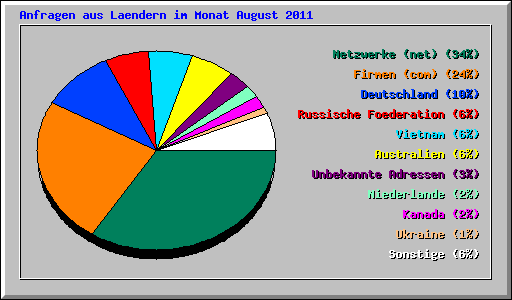 Anfragen aus Laendern im Monat August 2011
Netzwerke (net) (34%)
Firmen (com) (24%)
Deutschland (10%)
Russische Foederation (6%)
Vietnam (6%)
Australien (6%)
Unbekannte Adressen (3%)
Niederlande (2%)
Kanada (2%)
Ukraine (1%)
Sonstige (6%)